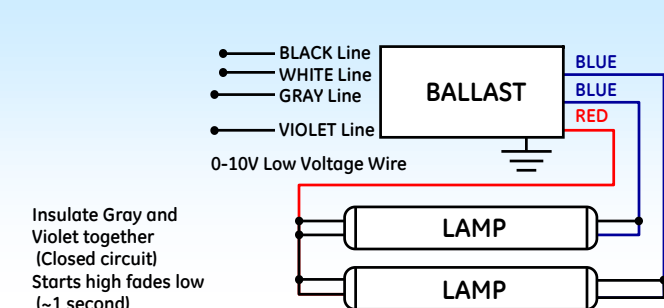 BLACK Line
WHITE Line
GRAY Line
VIOLET Line
0-10V Low Voltage Wire
BALLAST
BLUE
BLUE
RED
Insulate Gray and
Violet together
(Closed circuit)
Starts high fades low
(~1 second)
LAMP
LAMP